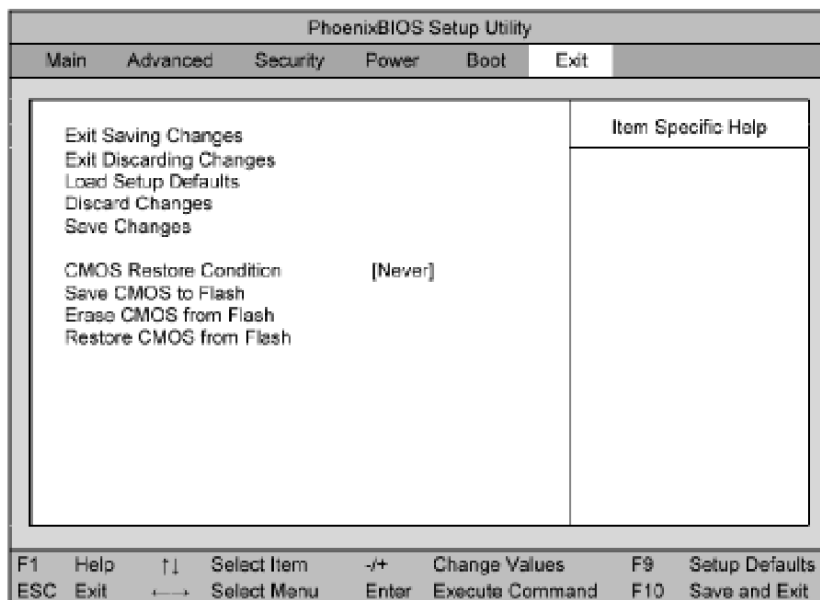 PhoenixBIOS Setup Utility
Main Advanced Security Power Boot Exit
Item Specific Help
Exit Saving Changes
Exit Discarding Changes
Load Setup Defaults
Discard Changes
Save Changes
CMOS Restore Condition [Never]
Save CMOS to Flash
Erase CMOS from Flash
Restore CMOS from Flash
F1 Help ↑↓ Select Item -/+ Change Values F9 Setup Defaults
ESC Exit ←→ Select Menu Enter Execute Command F10 Save and Exit